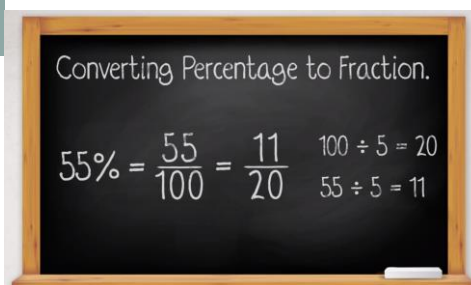 Converting Percentage to Fraction.
55% = 55/100 = 11/20
100 ÷ 5 = 20
55 ÷ 5 = 11